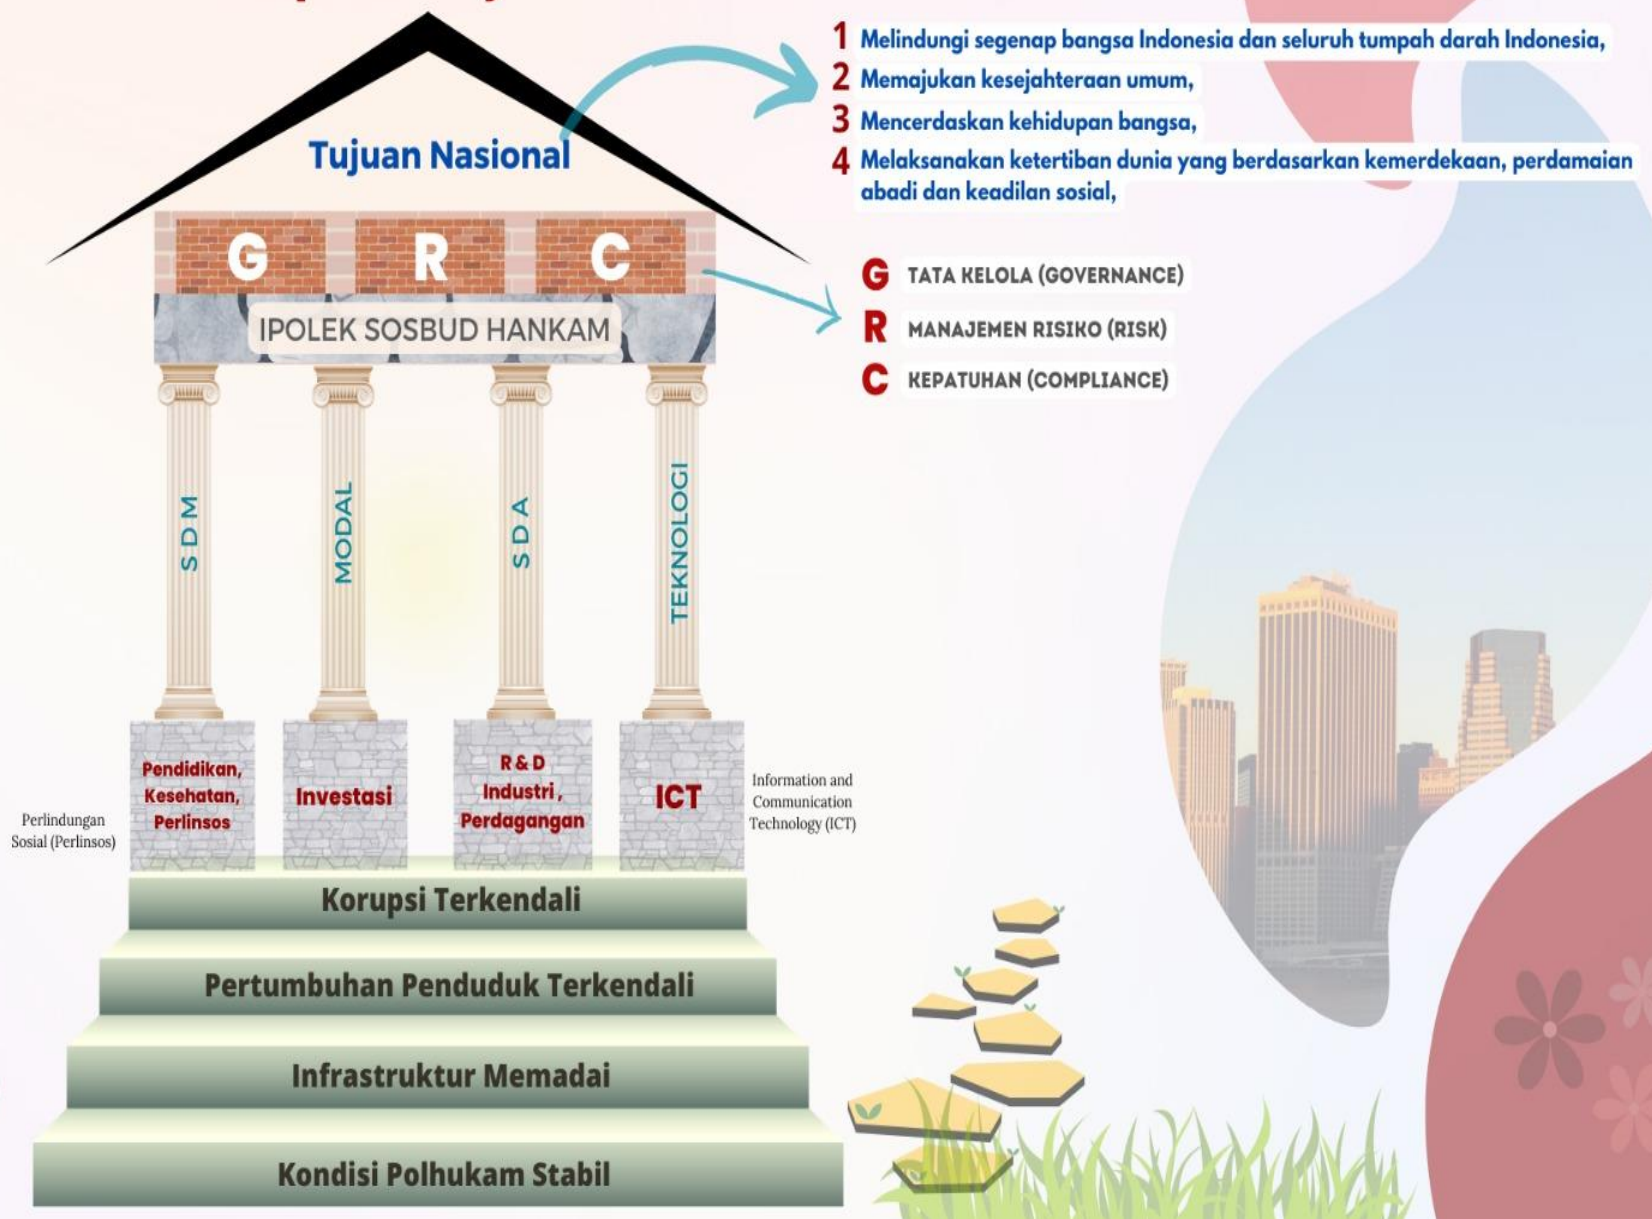 1 Melindungi segenap bangsa Indonesia dan seluruh tumpah darah Indonesia,
2 Memajukan kesejahteraan umum,
3 Mencerdaskan kehidupan bangsa,
4 Melaksanakan ketertiban dunia yang berdasarkan kemerdekaan, perdamaian
abadi dan keadilan sosial,
Tujuan Nasional
G R C
IPOLEK SOSBUD HANKAM
G TATA KELOLA (GOVERNANCE)
R MANAJEMEN RISIKO (RISK)
C KEPATUHAN (COMPLIANCE)
SDM
MODAL
SDA
TEKNOLOGI
Perlindungan
Sosial (Perlinsos)
Pendidikan,
Kesehatan,
Perlinsos
Investasi
R & D
Industri,
Perdagangan
ICT
Information and
Communication
Technology (ICT)
Korupsi Terkendali
Pertumbuhan Penduduk Terkendali
Infrastruktur Memadai
Kondisi Polhukam Stabil